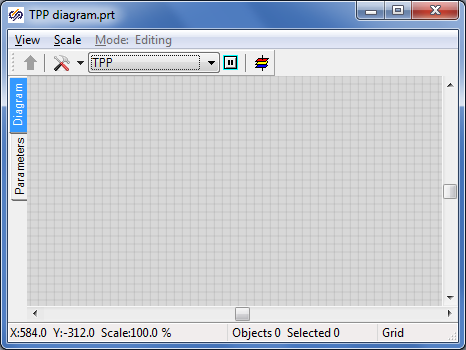 TPP diagram.prt
View Scale Mode: Editing
TPP
Diagram
Parameters
X:584.0 Y:-312.0 Scale:100.0 % Objects 0 Selected 0 Grid